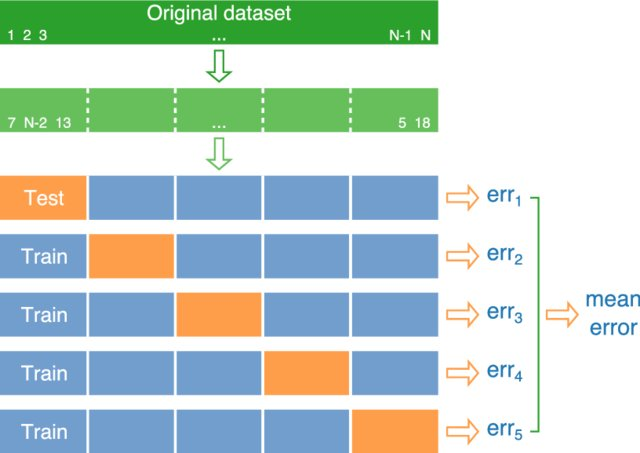 Original dataset
1 2 3 ... N-1 N
7 N-2 13 ... 5 18
Test err₁
Train err₂
Train err₃
mean
error
Train err₄
Train err₅